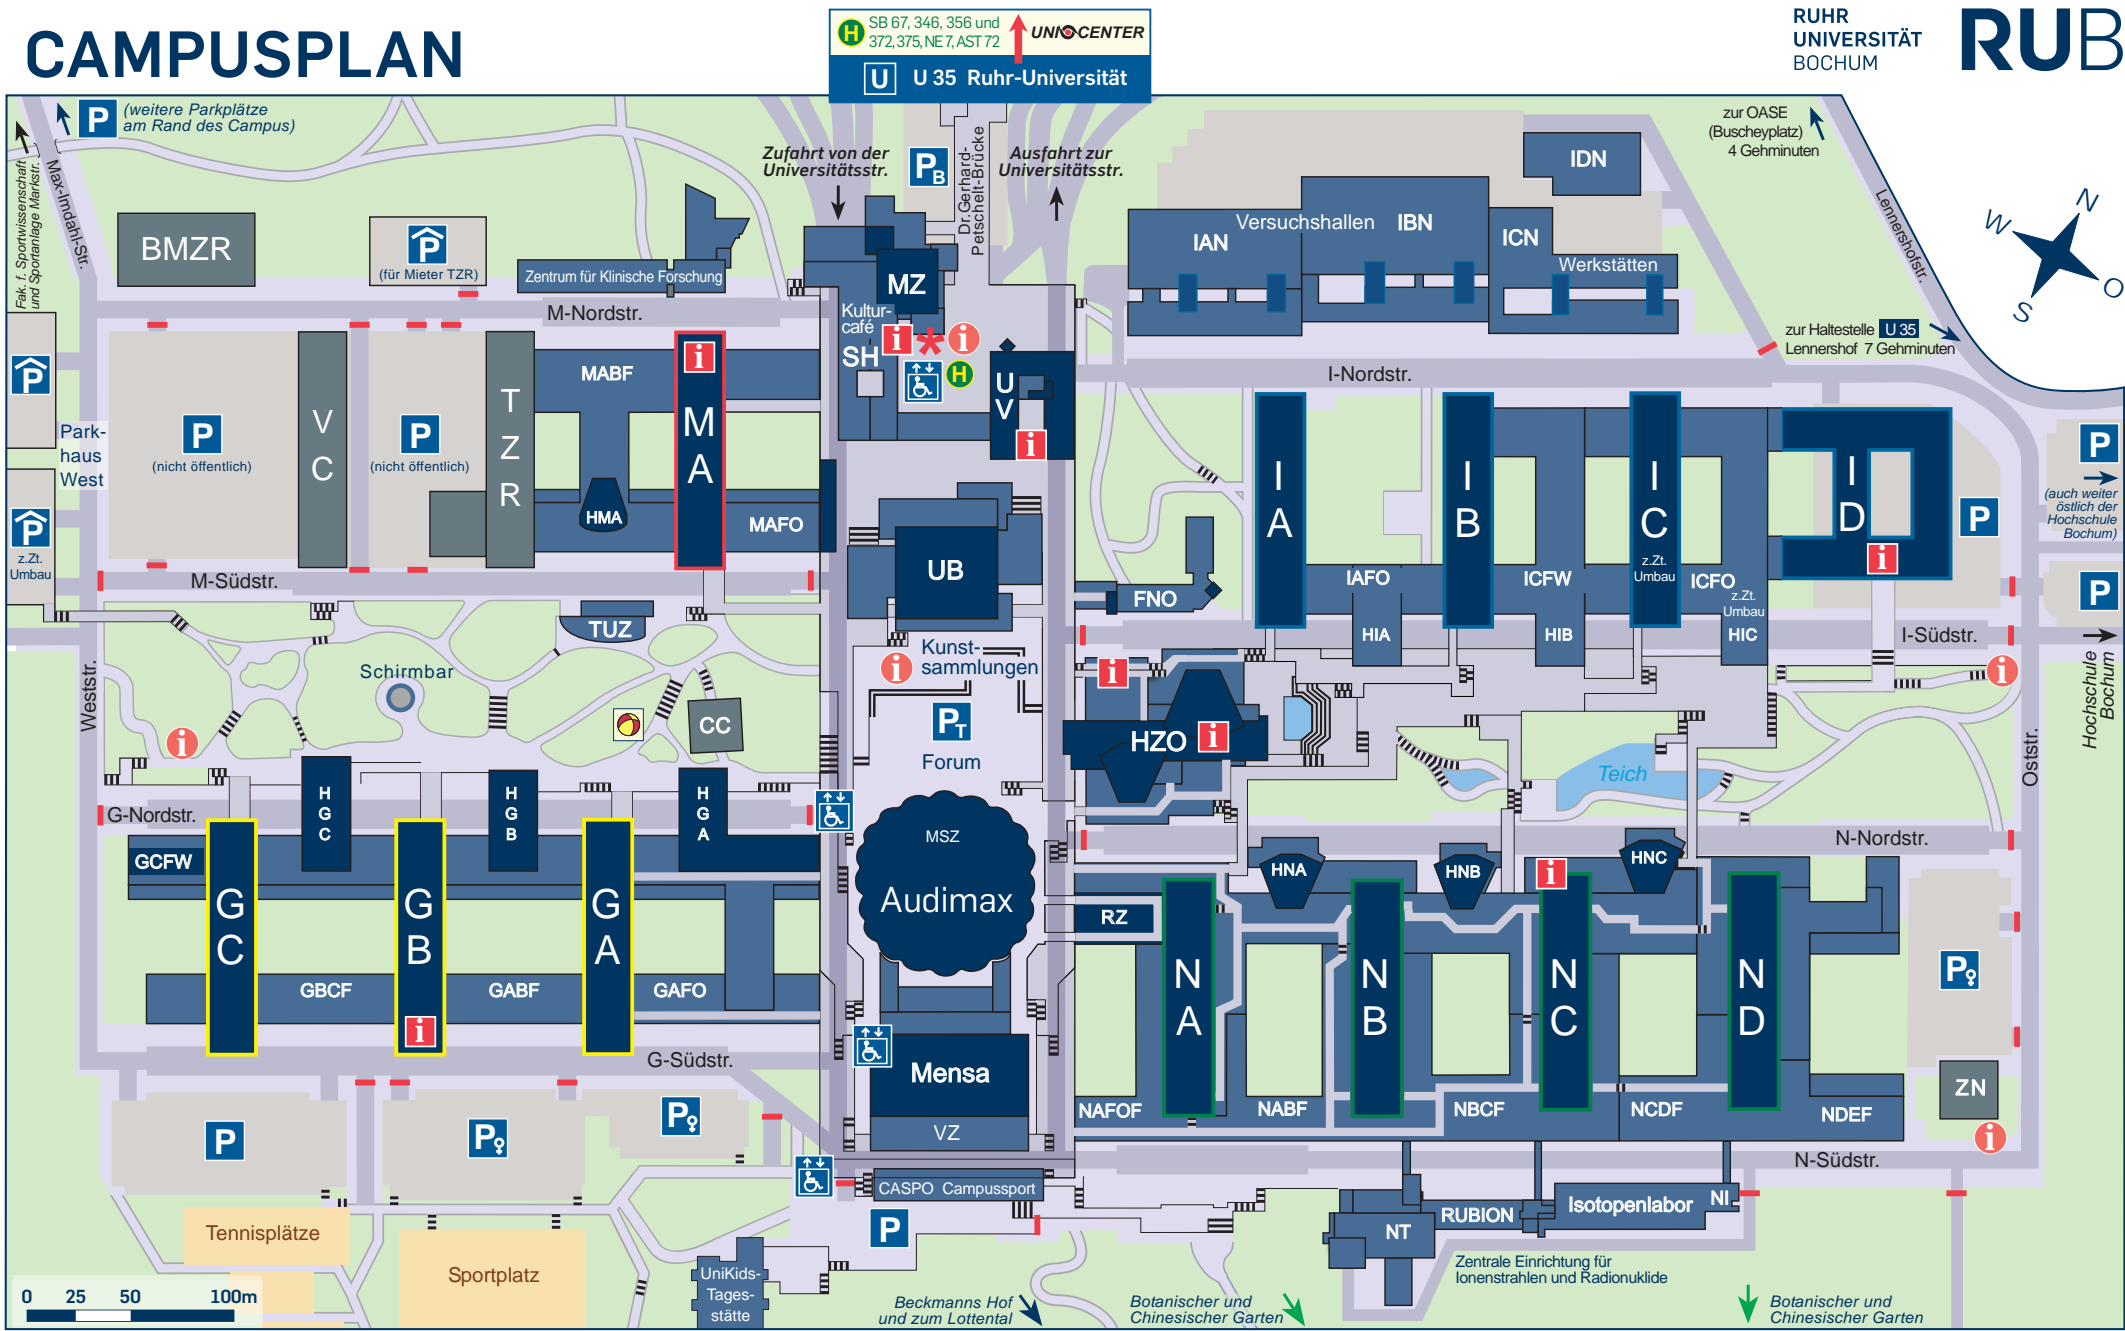 CAMPUSPLAN
H SB 67, 346, 356 und
372, 375, NE 7, AST 72
UNICENTER
U U 35 Ruhr-Universität
RUHR
UNIVERSITÄT
BOCHUM
RUB
P (weitere Parkplätze
am Rand des Campus)
Fak. f. Sportwissenschaft
und Sportanlage Markstr.
Max-Imdahl-Str.
Zufahrt von der
Universitätsstr.
PB
Dr.Gerhard-
Petschelt-Brücke
Ausfahrt zur
Universitätsstr.
zur OASE
(Buscheyplatz)
4 Gehminuten
Lennershofstr.
N
W
O
S
BMZR
P
(für Mieter TZR)
Zentrum für Klinische Forschung
MZ
IAN
Versuchshallen
IBN
ICN
IDN
Werkstätten
M-Nordstr.
Kultur-
café
SH
i
*
i
H
U
V
i
I-Nordstr.
zur Haltestelle U 35
Lennershof 7 Gehminuten
P
Park-
haus
West
P
z.Zt.
Umbau
P
(nicht öffentlich)
V
C
P
(nicht öffentlich)
T
Z
R
MABF
HMA
i
M
A
MAFO
UB
I
A
I
B
I
C
z.Zt.
Umbau
I
D
i
P
P
(auch weiter
östlich der
Hochschule
Bochum)
P
M-Südstr.
TUZ
FNO
IAFO
ICFW
ICFO
z.Zt.
Umbau
HIA
HIB
HIC
I-Südstr.
Weststr.
Schirmbar
i
CC
i
Kunst-
sammlungen
PT
Forum
i
HZO
i
Teich
i
Oststr.
Hochschule
Bochum
G-Nordstr.
HGC
HGB
HGA
MSZ
Audimax
N-Nordstr.
GCFW
G
C
G
B
i
G
A
GBCF
GABF
GAFO
RZ
HNA
HNB
HNC
i
N
A
N
B
N
C
N
D
P
G-Südstr.
Mensa
VZ
NAFOF
NABF
NBCF
NCDF
NDEF
ZN
i
P
P
P
N-Südstr.
CASPO Campussport
P
NT
RUBION
Isotopenlabor
NI
Zentrale Einrichtung für
Ionenstrahlen und Radionuklide
Tennisplätze
Sportplatz
UniKids-
Tages-
stätte
0 25 50 100m
Beckmanns Hof
und zum Lottental
Botanischer und
Chinesischer Garten
Botanischer und
Chinesischer Garten